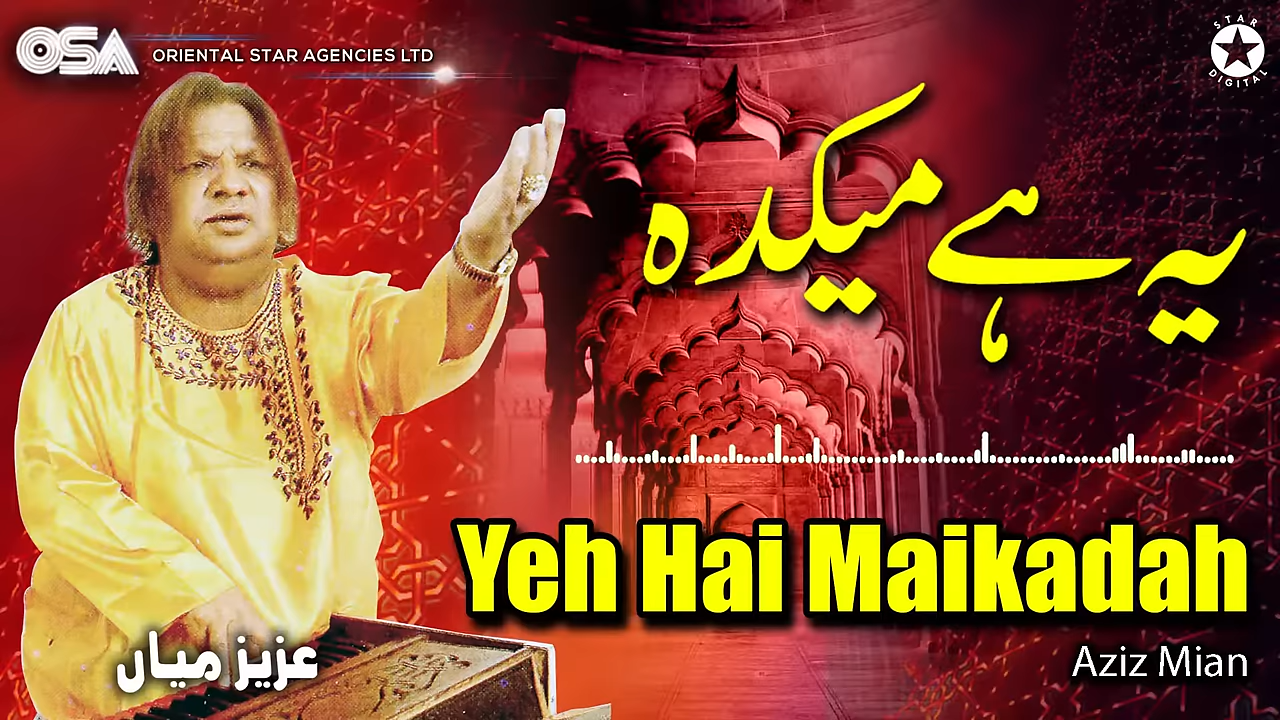 OSA ORIENTAL STAR AGENCIES LTD
STAR DIGITAL
یہ ہے میکدہ
Yeh Hai Maikadah
Aziz Mian
عزیز میاں